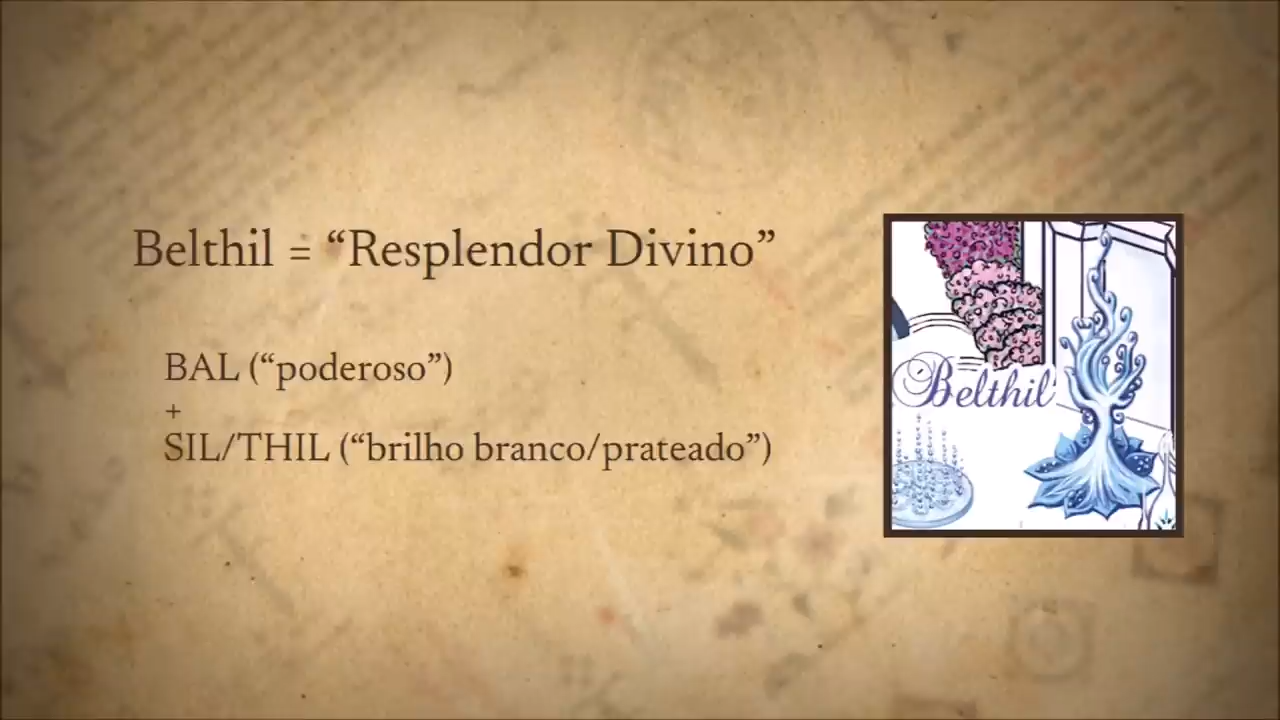 Belthil = “Resplendor Divino”
BAL (“poderoso”)
+
SIL/THIL (“brilho branco/prateado”)
Belthil